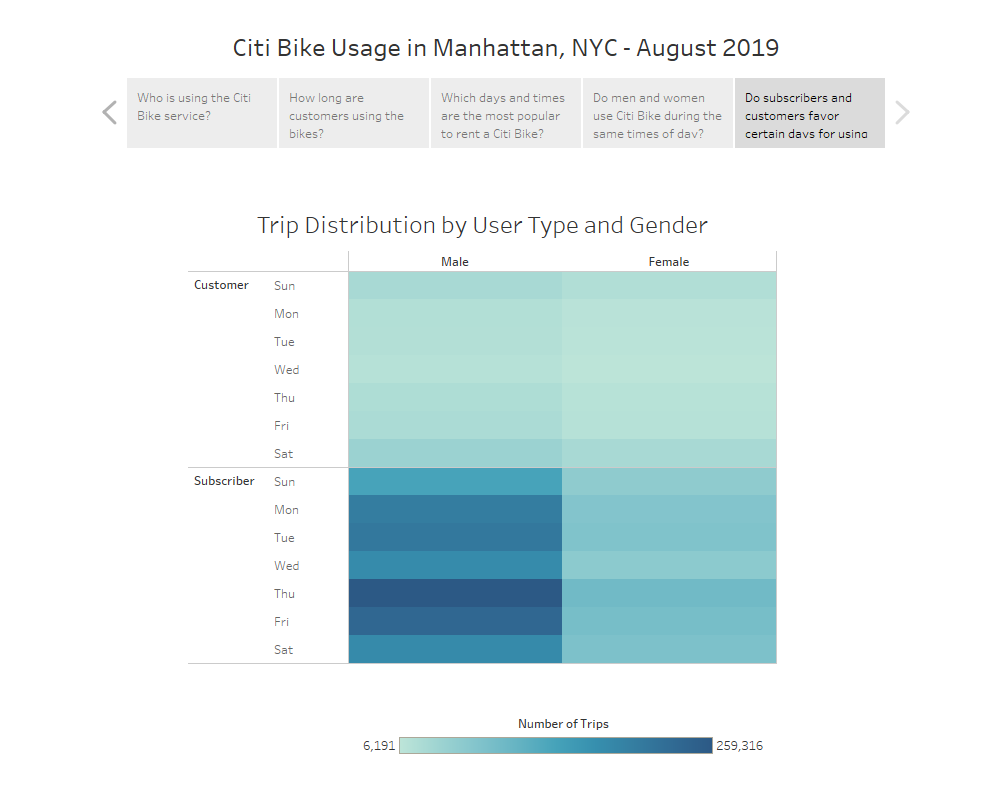 Citi Bike Usage in Manhattan, NYC - August 2019
Who is using the Citi
Bike service?
How long are
customers using the
bikes?
Which days and times
are the most popular
to rent a Citi Bike?
Do men and women
use Citi Bike during the
same times of day?
Do subscribers and
customers favor
certain days for using
Trip Distribution by User Type and Gender
Male Female
Customer Sun
Mon
Tue
Wed
Thu
Fri
Sat
Subscriber Sun
Mon
Tue
Wed
Thu
Fri
Sat
Number of Trips
6,191 259,316